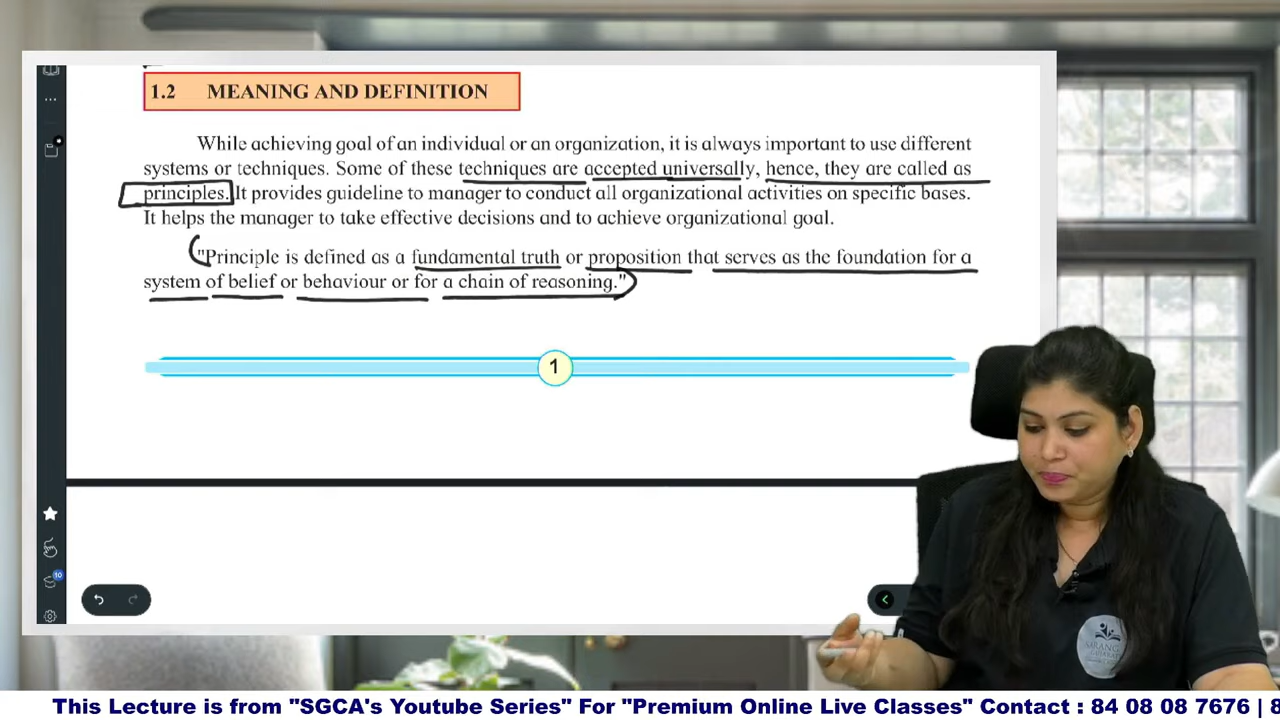 1.2 MEANING AND DEFINITION
While achieving goal of an individual or an organization, it is always important to use different
systems or techniques. Some of these techniques are accepted universally, hence, they are called as
principles. It provides guideline to manager to conduct all organizational activities on specific bases.
It helps the manager to take effective decisions and to achieve organizational goal.
"Principle is defined as a fundamental truth or proposition that serves as the foundation for a
system of belief or behaviour or for a chain of reasoning."
1
10
This Lecture is from "SGCA's Youtube Series" For "Premium Online Live Classes" Contact : 84 08 08 7676 | 8